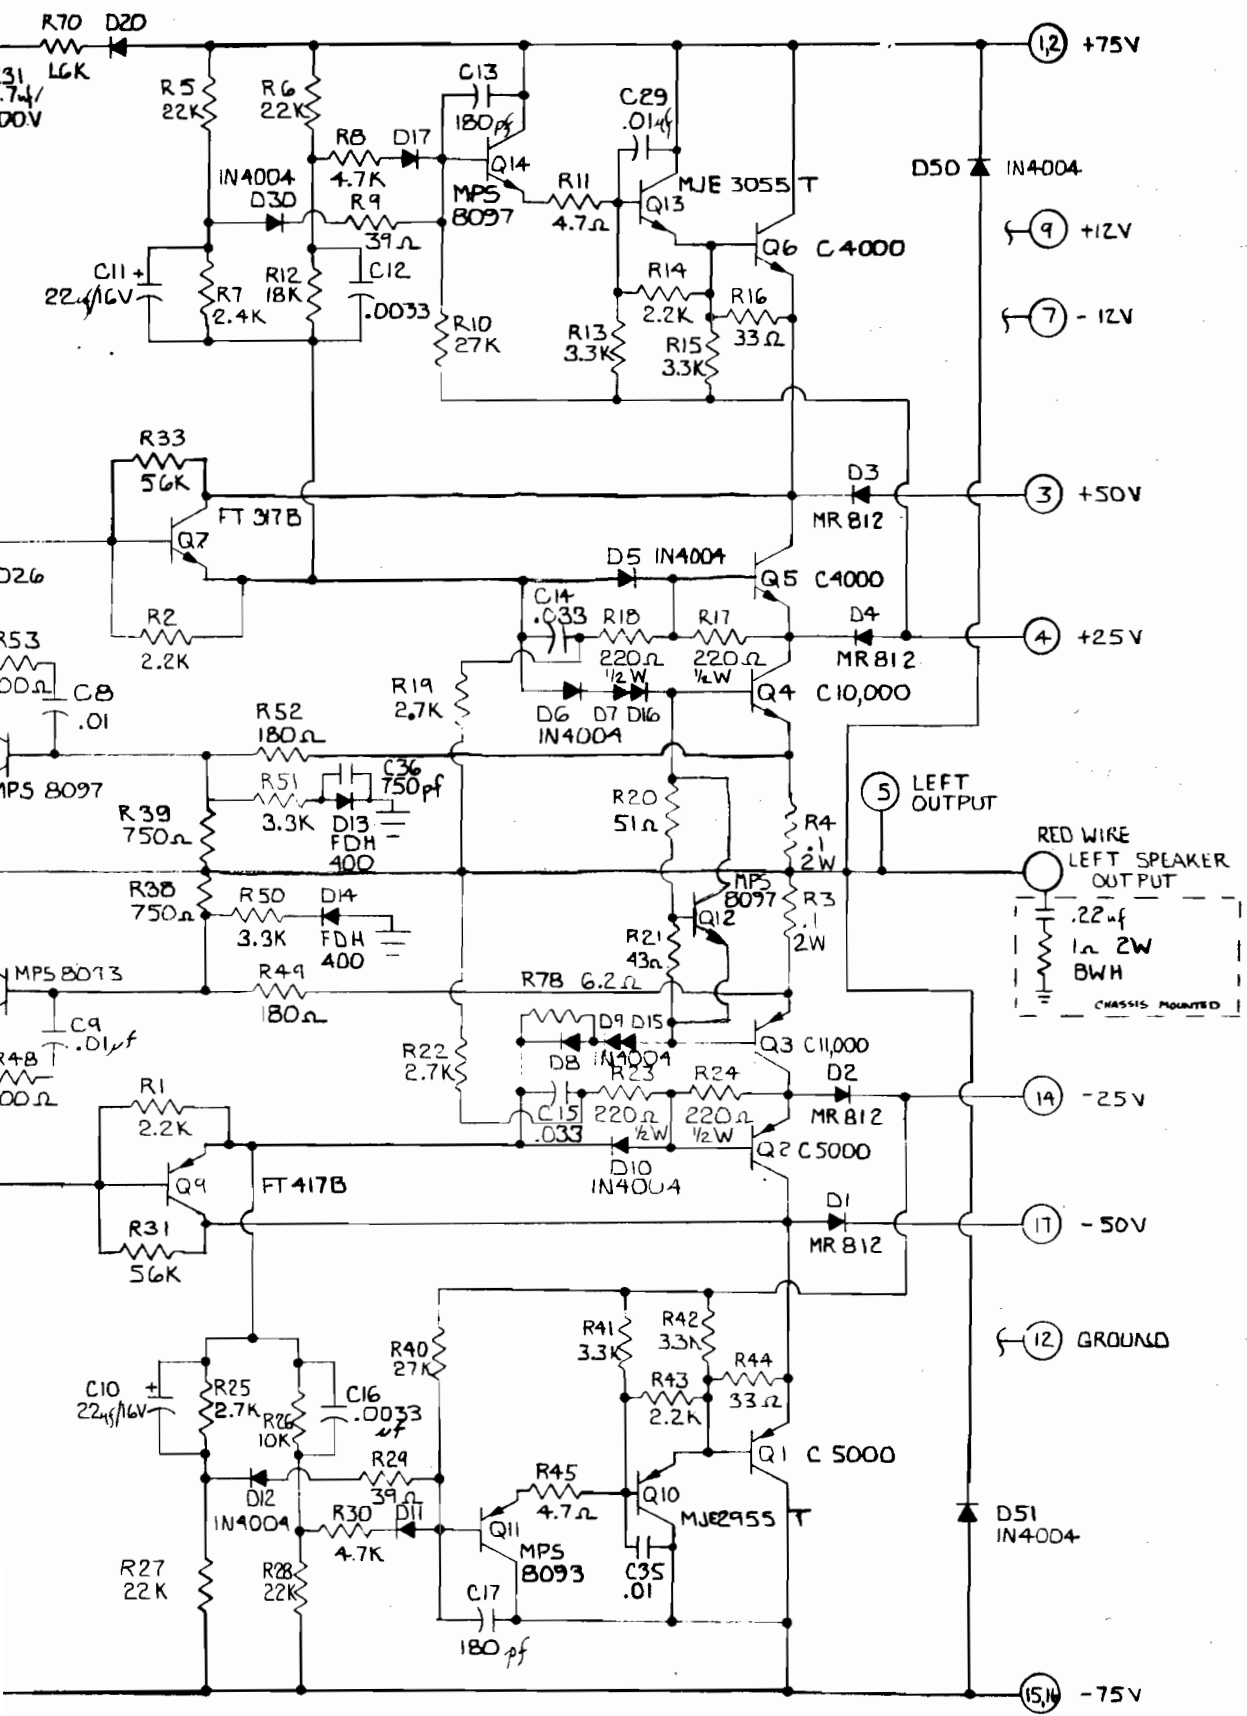 R70 D20
1.6K
1,2 +75V
31
.7uf/
00.V
R5
22K
R6
22K
C13
180pf
C29
.01uf
R8
4.7K
D17
Q14
MPS
8097
R11
4.7Ω
Q13
MJE 3055 T
D50 IN4004
IN4004
D30
R9
39Ω
Q6 C4000
9 +12V
C11 +
22uf/16V
R7
2.4K
R12
18K
C12
.0033
R10
27K
R14
2.2K
R16
33Ω
R13
3.3K
R15
3.3K
7 -12V
R33
56K
FT 317B
Q7
D3
MR 812
3 +50V
D26
R2
2.2K
D5 IN4004
Q5 C4000
C14
.033
R18
220Ω
1/2W
R17
220Ω
1/2W
D4
MR 812
4 +25V
R53
00Ω
C8
.01
R19
2.7K
D6 D7 D16
IN4004
Q4 C10,000
MPS 8097
R52
180Ω
R51
3.3K
C36
750pf
D13
FDH
400
R39
750Ω
R20
51Ω
R4
.1
2W
5 LEFT
OUTPUT
RED WIRE
LEFT SPEAKER
OUTPUT
R38
750Ω
R50
3.3K
D14
FDH
400
MPS
8097
Q12
R3
.1
2W
R21
43Ω
.22uf
1Ω 2W
BWH
CHASSIS MOUNTED
MPS 8093
R49
180Ω
R78 6.2Ω
C9
.01uf
R48
00Ω
R22
2.7K
D8
D9 D15
IN4004
Q3 C11,000
R1
2.2K
C15
.033
R23
220Ω
1/2W
R24
220Ω
1/2W
D2
MR 812
14 -25V
Q9
FT 417B
D10
IN4004
Q2 C5000
R31
56K
D1
MR 812
17 -50V
R40
27K
R41
3.3K
R42
3.3K
12 GROUND
R44
33Ω
C10 +
22uf/16V
R25
2.7K
R26
10K
C16
.0033
uf
R43
2.2K
Q1 C5000
D12
IN4004
R29
39Ω
R45
4.7Ω
Q10
MJE2955 T
R30
4.7K
D11
Q11
MPS
8093
C35
.01
D51
IN4004
R27
22K
R28
22K
C17
180pf
15,16 -75V